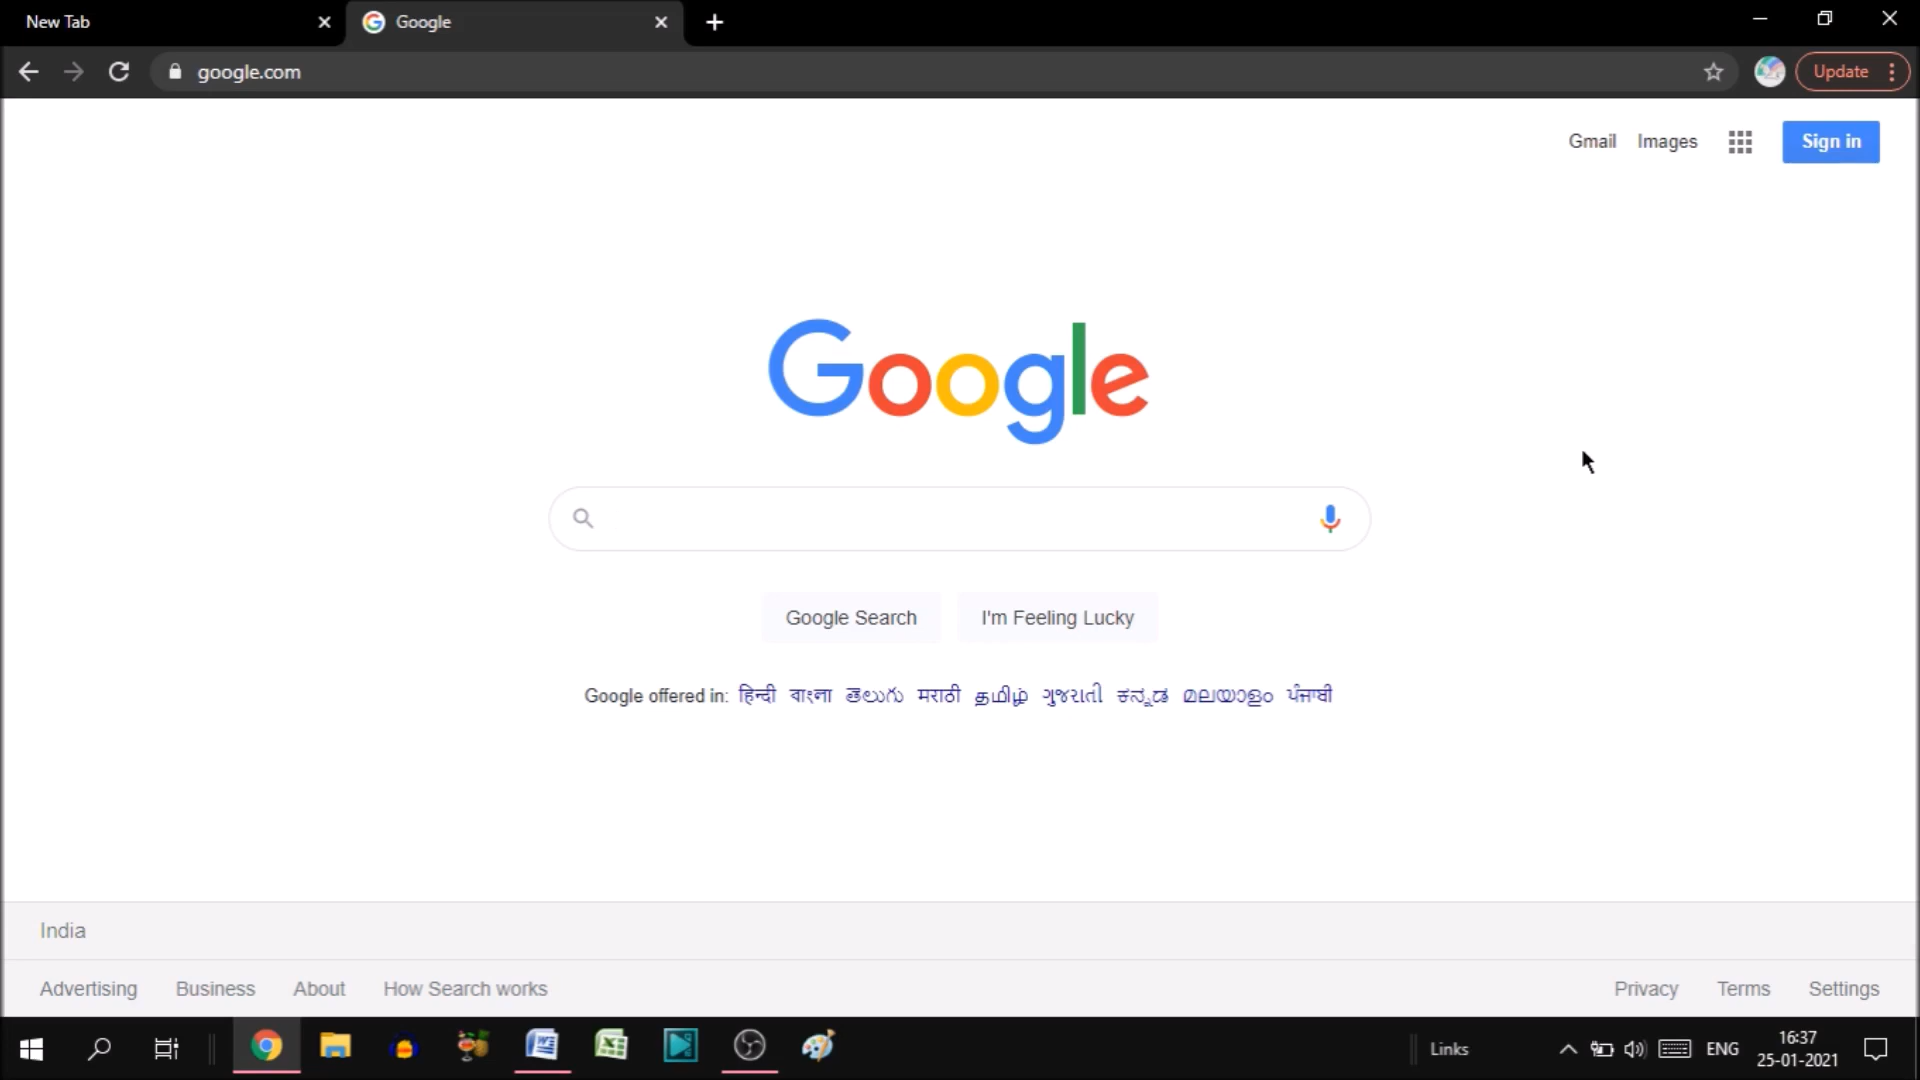 New Tab
Google
google.com
Update
Gmail Images
Sign in
Google
Google Search
I'm Feeling Lucky
Google offered in: हिन्दी বাংলা తెలుగు मराठी தமிழ் ગુજરાતી ಕನ್ನಡ മലയാളം ਪੰਜਾਬੀ
India
Advertising Business About How Search works
Privacy Terms Settings
Links
ENG
16:37
25-01-2021